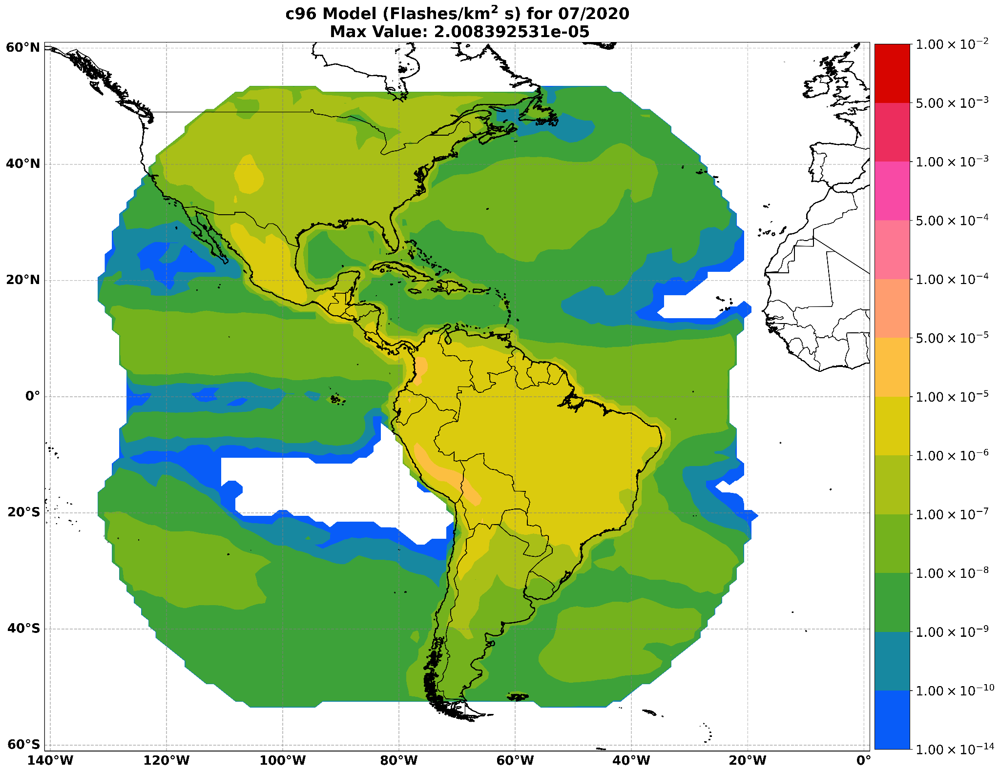 c96 Model (Flashes/km² s) for 07/2020
Max Value: 2.008392531e-05
60°N
40°N
20°N
0°
20°S
40°S
60°S
140°W 120°W 100°W 80°W 60°W 40°W 20°W 0°
1.00 × 10⁻²
5.00 × 10⁻³
1.00 × 10⁻³
5.00 × 10⁻⁴
1.00 × 10⁻⁴
5.00 × 10⁻⁵
1.00 × 10⁻⁵
1.00 × 10⁻⁶
1.00 × 10⁻⁷
1.00 × 10⁻⁸
1.00 × 10⁻⁹
1.00 × 10⁻¹⁰
1.00 × 10⁻¹⁴